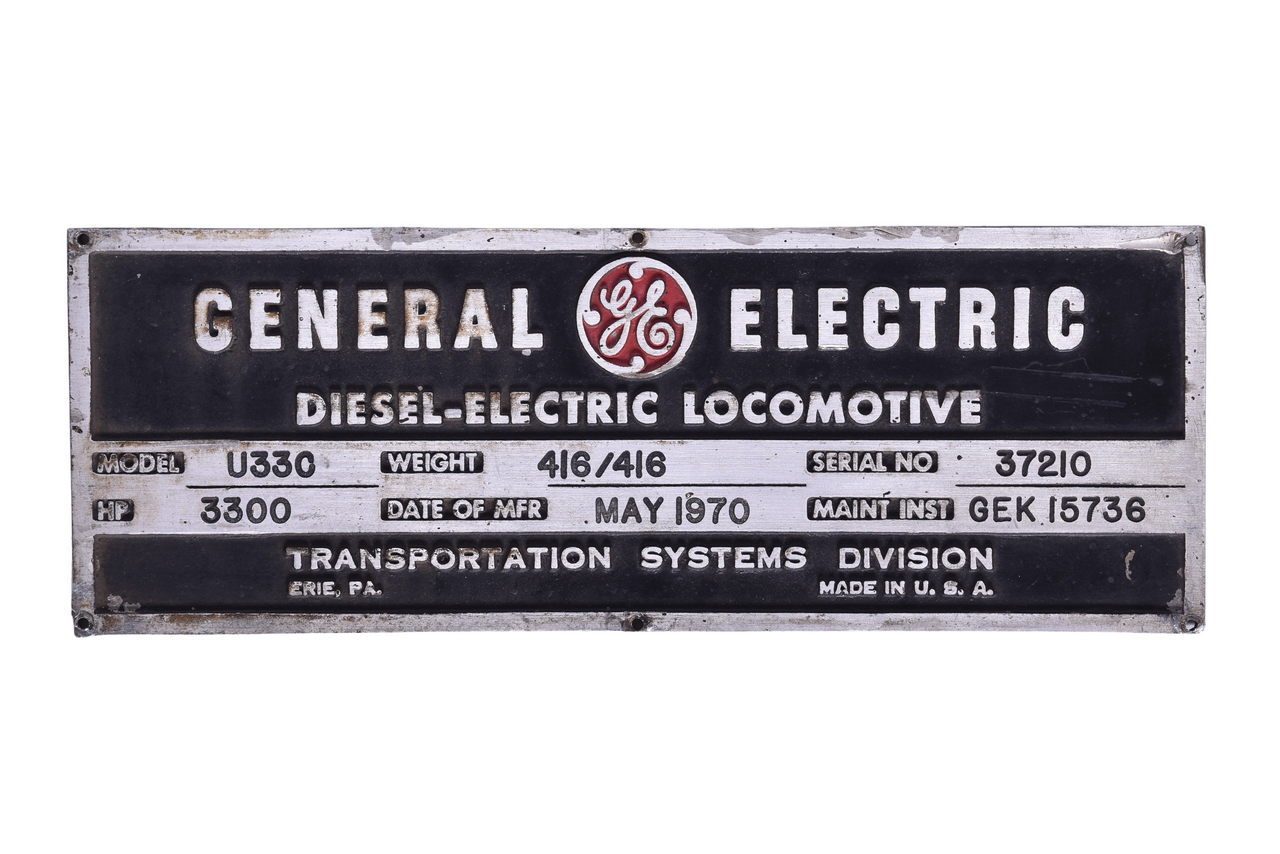 GENERAL GE ELECTRIC
DIESEL-ELECTRIC LOCOMOTIVE
MODEL U33C WEIGHT 416/416 SERIAL NO 37210
HP 3300 DATE OF MFR MAY 1970 MAINT INST GEK 15736
TRANSPORTATION SYSTEMS DIVISION
ERIE, PA. MADE IN U. S. A.